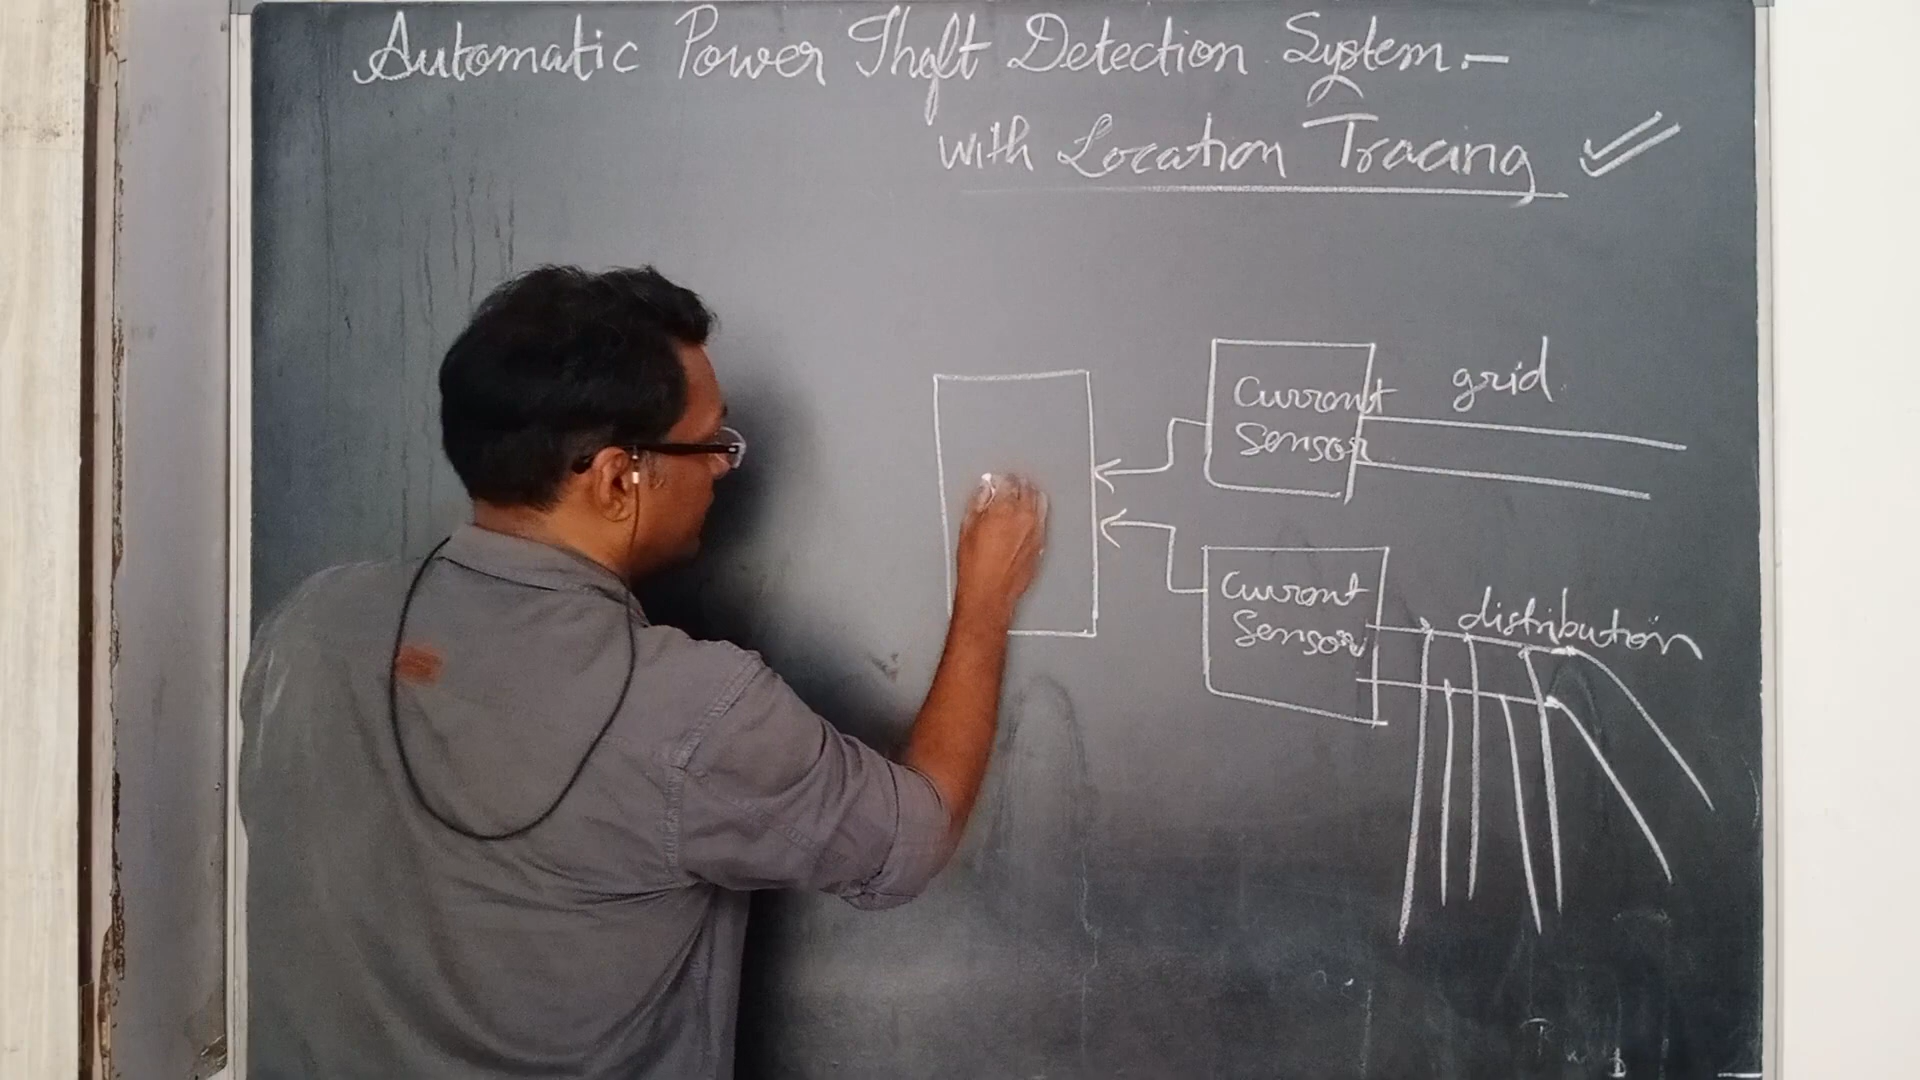 Automatic Power Theft Detection System:-
with Location Tracing
Current
Sensor
grid
Current
Sensor
distribution